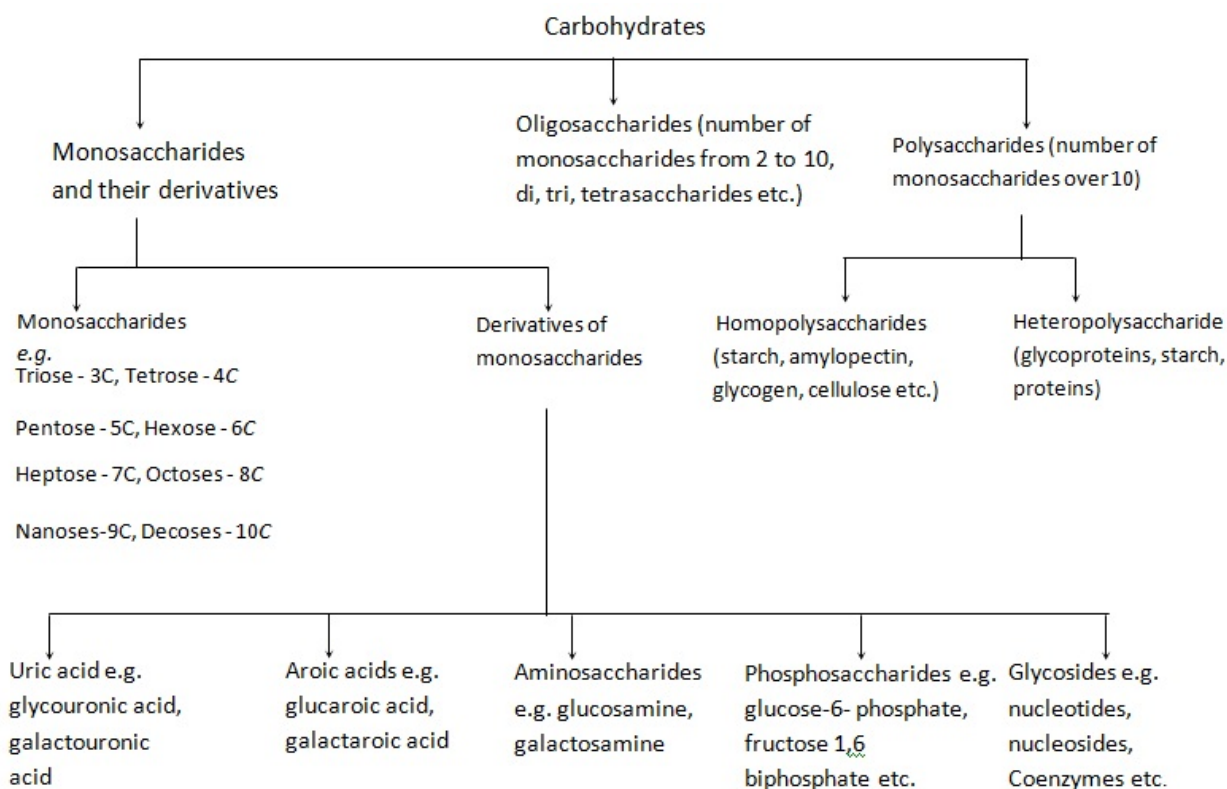 Carbohydrates
Monosaccharides
and their derivatives
Oligosaccharides (number of
monosaccharides from 2 to 10,
di, tri, tetrasaccharides etc.)
Polysaccharides (number of
monosaccharides over 10)
Monosaccharides
e.g.
Triose - 3C, Tetrose - 4C
Pentose - 5C, Hexose - 6C
Heptose - 7C, Octoses - 8C
Nanoses-9C, Decoses - 10C
Derivatives of
monosaccharides
Homopolysaccharides
(starch, amylopectin,
glycogen, cellulose etc.)
Heteropolysaccharide
(glycoproteins, starch,
proteins)
Uric acid e.g.
glycouronic acid,
galactouronic
acid
Aroic acids e.g.
glucaroic acid,
galactaroic acid
Aminosaccharides
e.g. glucosamine,
galactosamine
Phosphosaccharides e.g.
glucose-6- phosphate,
fructose 1,6
biphosphate etc.
Glycosides e.g.
nucleotides,
nucleosides,
Coenzymes etc.